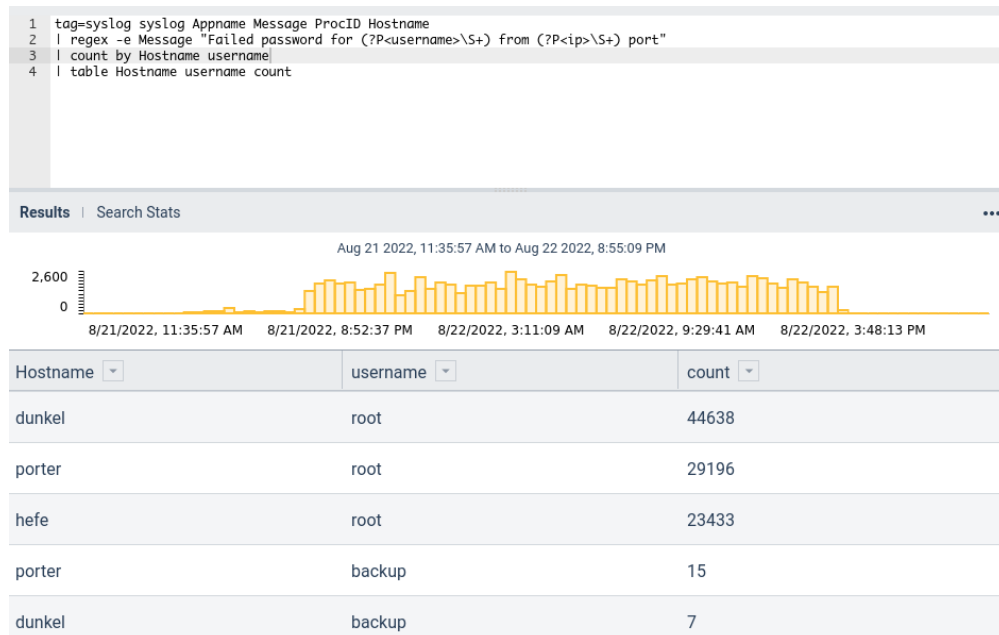 1 tag=syslog syslog Appname Message ProcID Hostname
2 | regex -e Message "Failed password for (?P<username>\S+) from (?P<ip>\S+) port"
3 | count by Hostname username
4 | table Hostname username count
Results | Search Stats
Aug 21 2022, 11:35:57 AM to Aug 22 2022, 8:55:09 PM
2,600
0
8/21/2022, 11:35:57 AM 8/21/2022, 8:52:37 PM 8/22/2022, 3:11:09 AM 8/22/2022, 9:29:41 AM 8/22/2022, 3:48:13 PM
Hostname username count
dunkel root 44638
porter root 29196
hefe root 23433
porter backup 15
dunkel backup 7